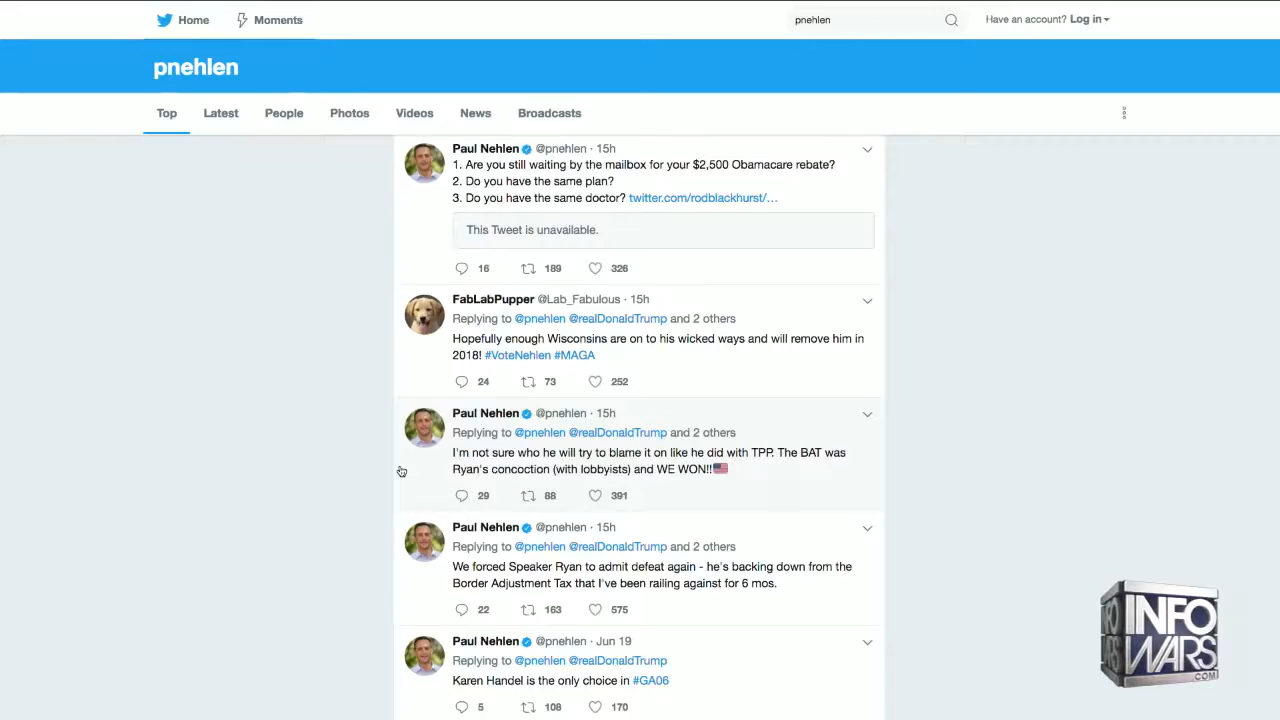 Home Moments pnehlen Have an account? Log in
pnehlen
Top Latest People Photos Videos News Broadcasts
Paul Nehlen @pnehlen · 15h
1. Are you still waiting by the mailbox for your $2,500 Obamacare rebate?
2. Do you have the same plan?
3. Do you have the same doctor? twitter.com/rodblackhurst/…
This Tweet is unavailable.
16 189 326
FabLabPupper @Lab_Fabulous · 15h
Replying to @pnehlen @realDonaldTrump and 2 others
Hopefully enough Wisconsins are on to his wicked ways and will remove him in
2018! #VoteNehlen #MAGA
24 73 252
Paul Nehlen @pnehlen · 15h
Replying to @pnehlen @realDonaldTrump and 2 others
I'm not sure who he will try to blame it on like he did with TPP. The BAT was
Ryan's concoction (with lobbyists) and WE WON!!🇺🇸
29 88 391
Paul Nehlen @pnehlen · 15h
Replying to @pnehlen @realDonaldTrump and 2 others
We forced Speaker Ryan to admit defeat again - he's backing down from the
Border Adjustment Tax that I've been railing against for 6 mos.
22 163 575
Paul Nehlen @pnehlen · Jun 19
Replying to @pnehlen @realDonaldTrump
Karen Handel is the only choice in #GA06
5 108 170
INFO
WARS
.COM